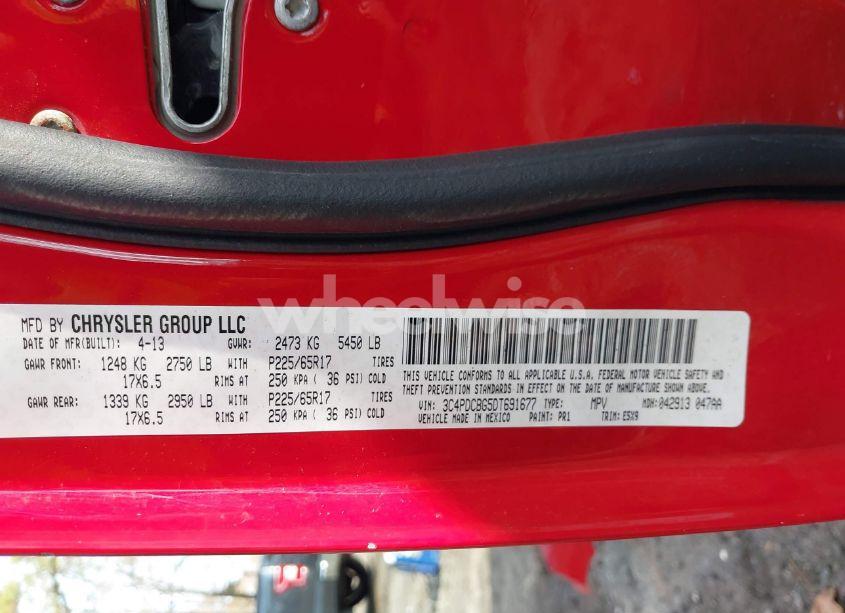 wheelwise
MFD BY CHRYSLER GROUP LLC
DATE OF MFR(BUILT): 4-13 GVWR: 2473 KG 5450 LB
GAWR FRONT: 1248 KG 2750 LB WITH P225/65R17 TIRES
17X6.5 RIMS AT 250 KPA ( 36 PSI) COLD
GAWR REAR: 1339 KG 2950 LB WITH P225/65R17 TIRES
17X6.5 RIMS AT 250 KPA ( 36 PSI) COLD
THIS VEHICLE CONFORMS TO ALL APPLICABLE U.S.A. FEDERAL MOTOR VEHICLE SAFETY AND
THEFT PREVENTION STANDARDS IN EFFECT ON THE DATE OF MANUFACTURE SHOWN ABOVE.
VIN: 3C4PDCBG5DT691677 TYPE: MPV MDH: 042913 047AA
VEHICLE MADE IN MEXICO PAINT: PR1 TRIM: E5X9